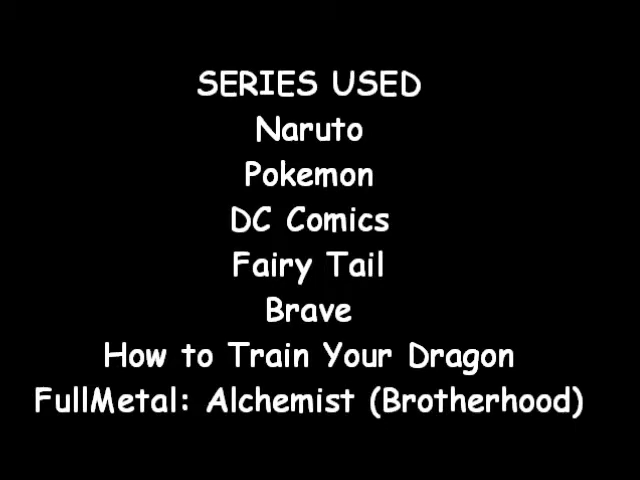 SERIES USED
Naruto
Pokemon
DC Comics
Fairy Tail
Brave
How to Train Your Dragon
FullMetal: Alchemist (Brotherhood)